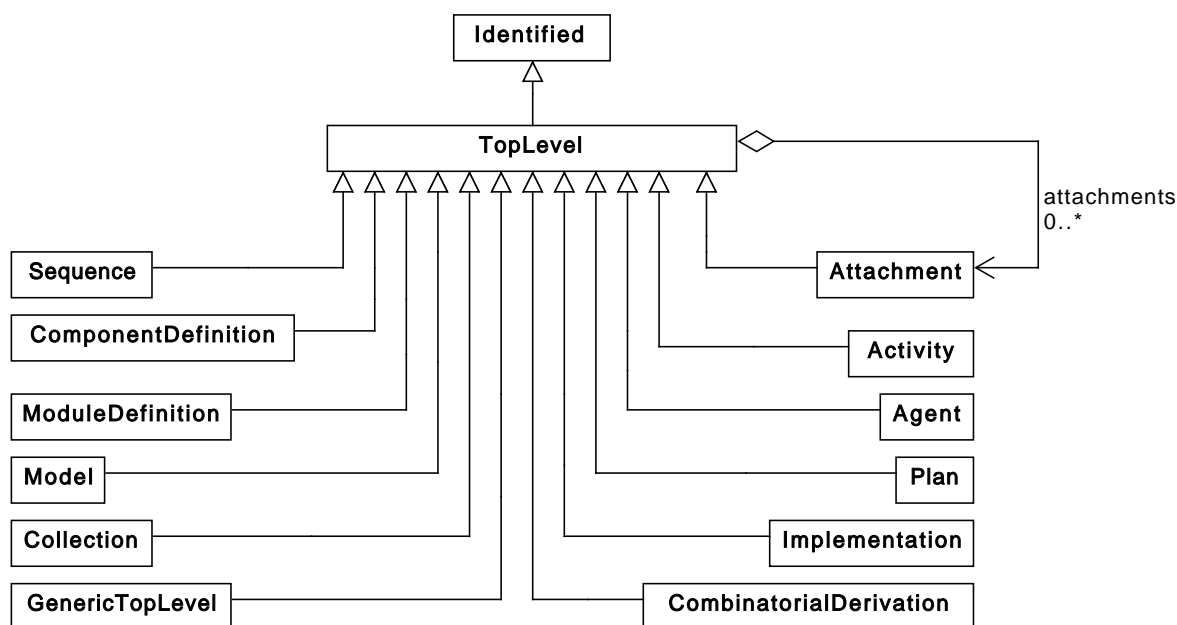 Identified
TopLevel
attachments
0..*
Sequence
Attachment
ComponentDefinition
Activity
ModuleDefinition
Agent
Model
Plan
Collection
Implementation
GenericTopLevel
CombinatorialDerivation